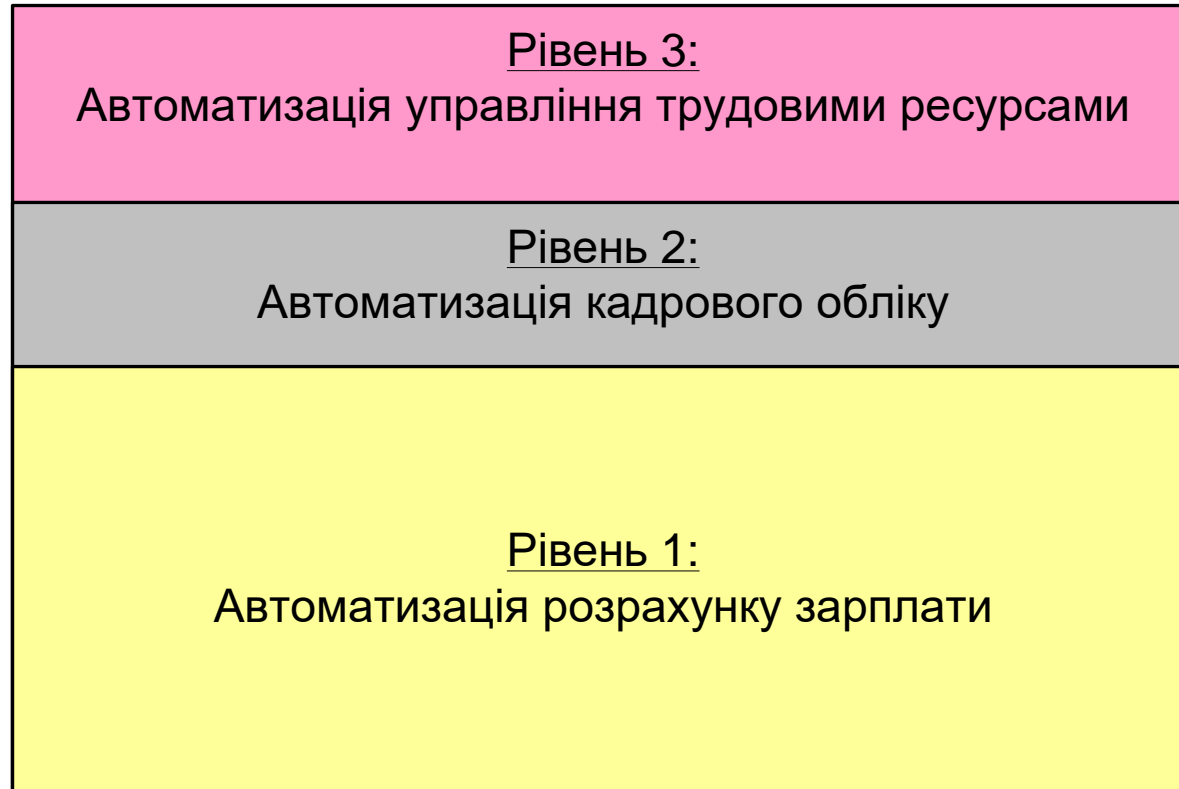 Рівень 3:
Автоматизація управління трудовими ресурсами
Рівень 2:
Автоматизація кадрового обліку
Рівень 1:
Автоматизація розрахунку зарплати